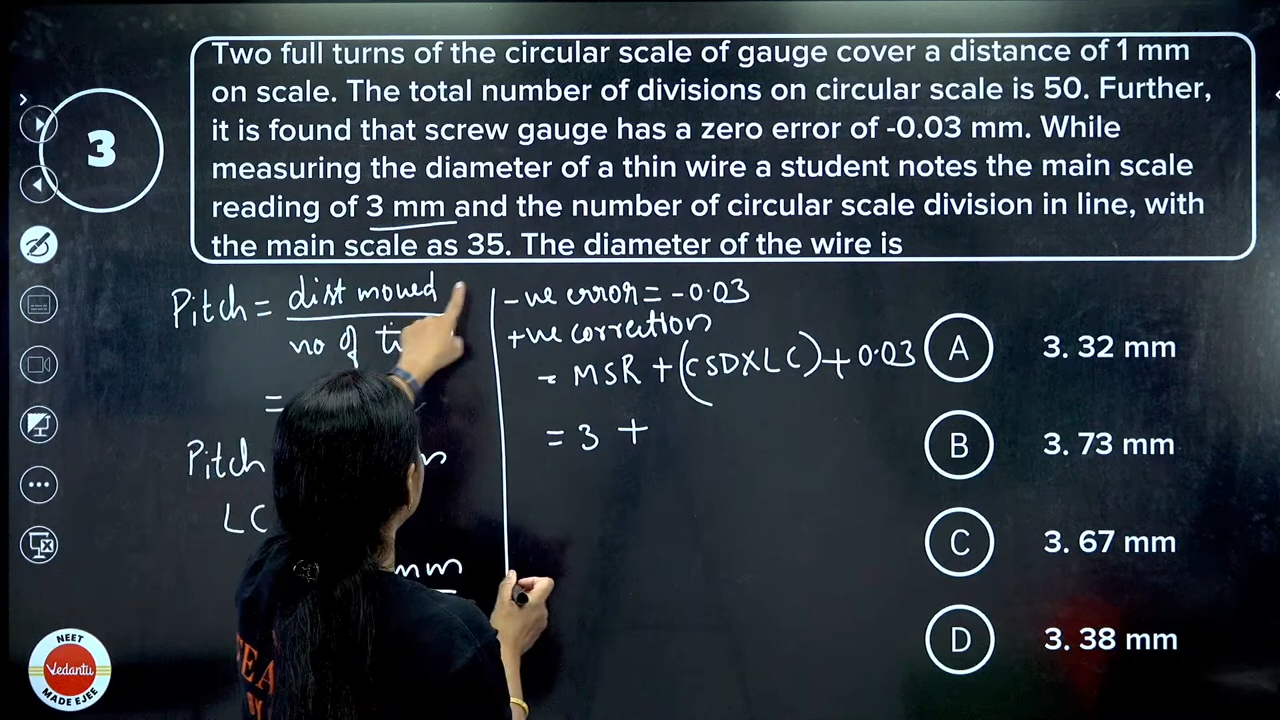 Two full turns of the circular scale of gauge cover a distance of 1 mm
on scale. The total number of divisions on circular scale is 50. Further,
it is found that screw gauge has a zero error of -0.03 mm. While
measuring the diameter of a thin wire a student notes the main scale
reading of 3 mm and the number of circular scale division in line, with
the main scale as 35. The diameter of the wire is
3
Pitch = dist moved
no of
=
Pitch
LC
mm
-ve error = -0.03
+ve correction
= MSR + (CSD X LC) + 0.03
= 3 +
A 3. 32 mm
B 3. 73 mm
C 3. 67 mm
D 3. 38 mm
NEET
Vedantu
MADE EJEE